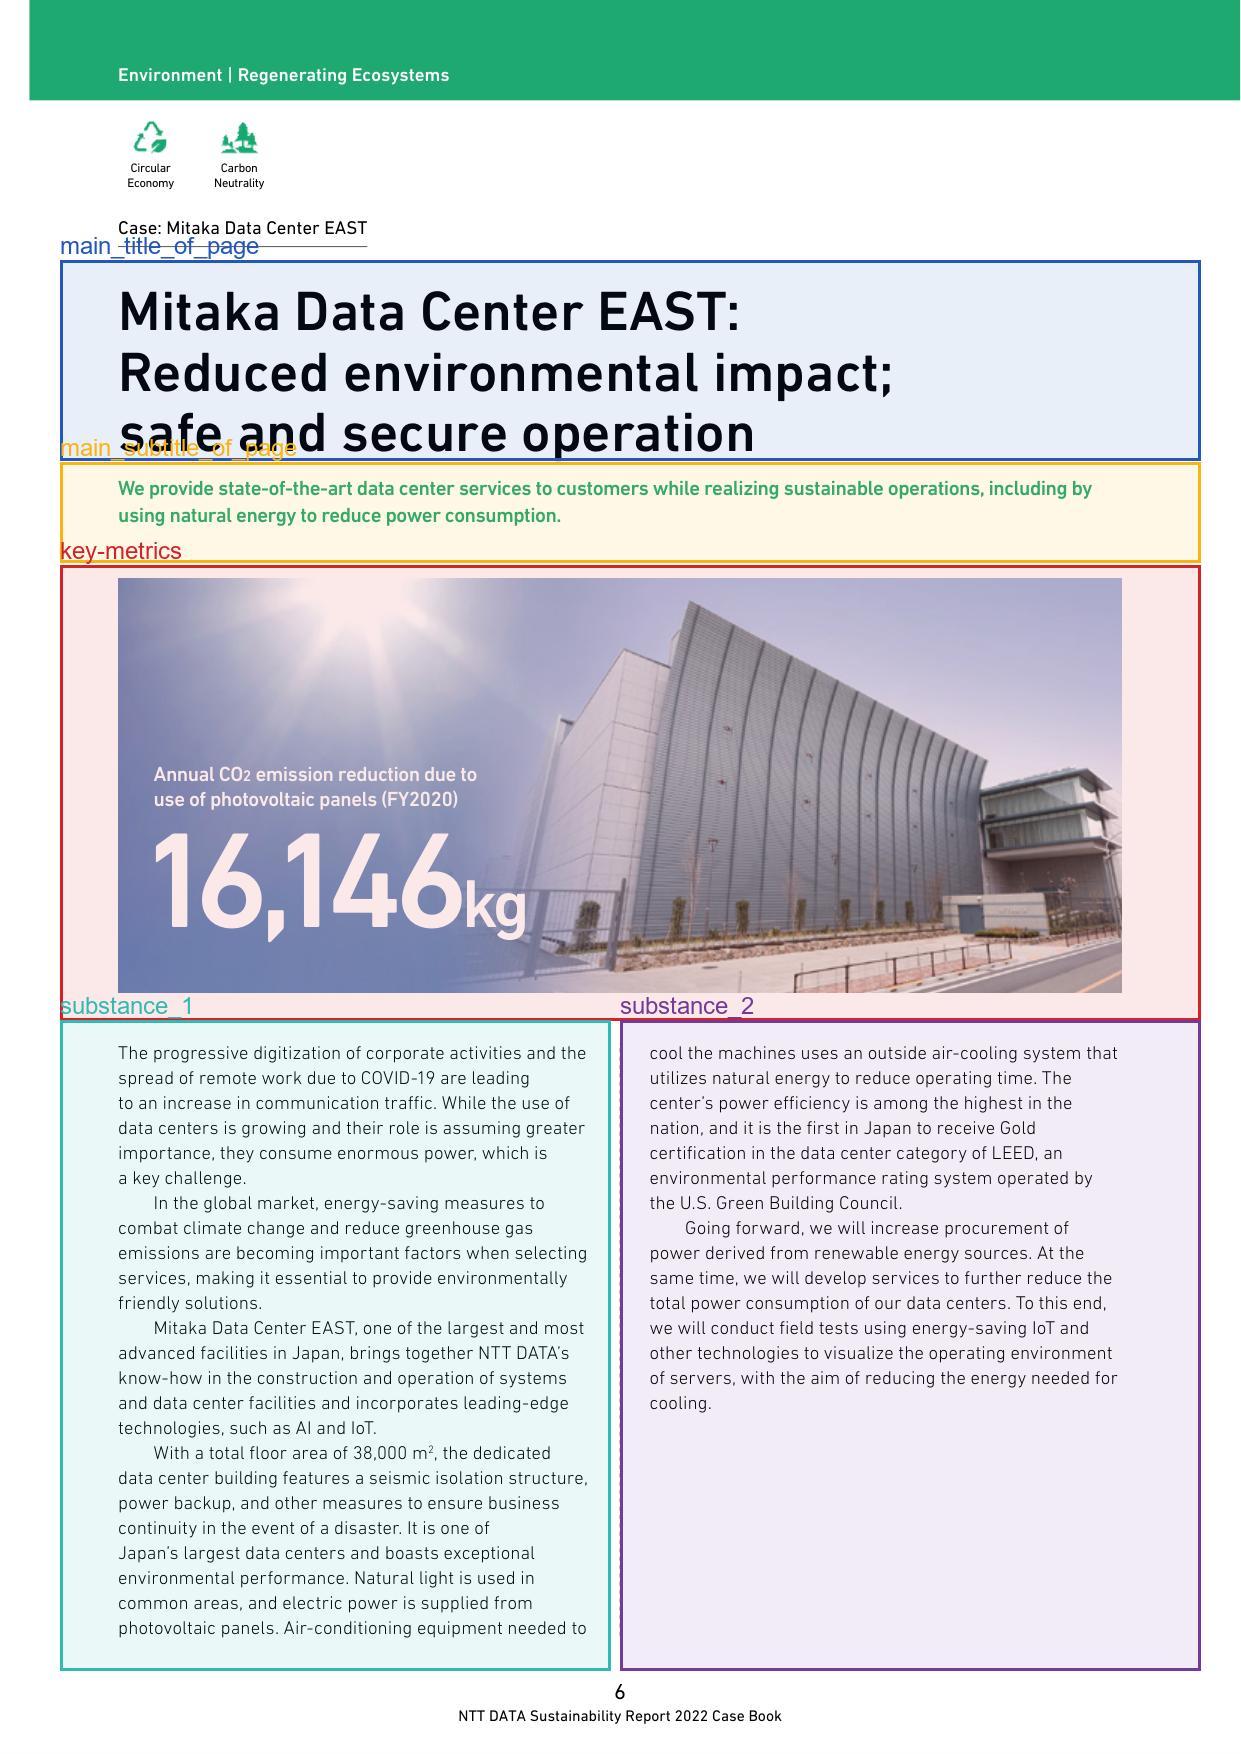 Environment | Regenerating Ecosystems
Circular
Economy
Carbon
Neutrality
Case: Mitaka Data Center EAST
main_title_of_page
Mitaka Data Center EAST:
Reduced environmental impact;
safe and secure operation
main_subtitle_of_page
We provide state-of-the-art data center services to customers while realizing sustainable operations, including by
using natural energy to reduce power consumption.
key-metrics
Annual CO2 emission reduction due to
use of photovoltaic panels (FY2020)
16,146kg
substance_1
The progressive digitization of corporate activities and the
spread of remote work due to COVID-19 are leading
to an increase in communication traffic. While the use of
data centers is growing and their role is assuming greater
importance, they consume enormous power, which is
a key challenge.
In the global market, energy-saving measures to
combat climate change and reduce greenhouse gas
emissions are becoming important factors when selecting
services, making it essential to provide environmentally
friendly solutions.
Mitaka Data Center EAST, one of the largest and most
advanced facilities in Japan, brings together NTT DATA's
know-how in the construction and operation of systems
and data center facilities and incorporates leading-edge
technologies, such as AI and IoT.
With a total floor area of 38,000 m², the dedicated
data center building features a seismic isolation structure,
power backup, and other measures to ensure business
continuity in the event of a disaster. It is one of
Japan's largest data centers and boasts exceptional
environmental performance. Natural light is used in
common areas, and electric power is supplied from
photovoltaic panels. Air-conditioning equipment needed to
substance_2
cool the machines uses an outside air-cooling system that
utilizes natural energy to reduce operating time. The
center's power efficiency is among the highest in the
nation, and it is the first in Japan to receive Gold
certification in the data center category of LEED, an
environmental performance rating system operated by
the U.S. Green Building Council.
Going forward, we will increase procurement of
power derived from renewable energy sources. At the
same time, we will develop services to further reduce the
total power consumption of our data centers. To this end,
we will conduct field tests using energy-saving IoT and
other technologies to visualize the operating environment
of servers, with the aim of reducing the energy needed for
cooling.
6
NTT DATA Sustainability Report 2022 Case Book